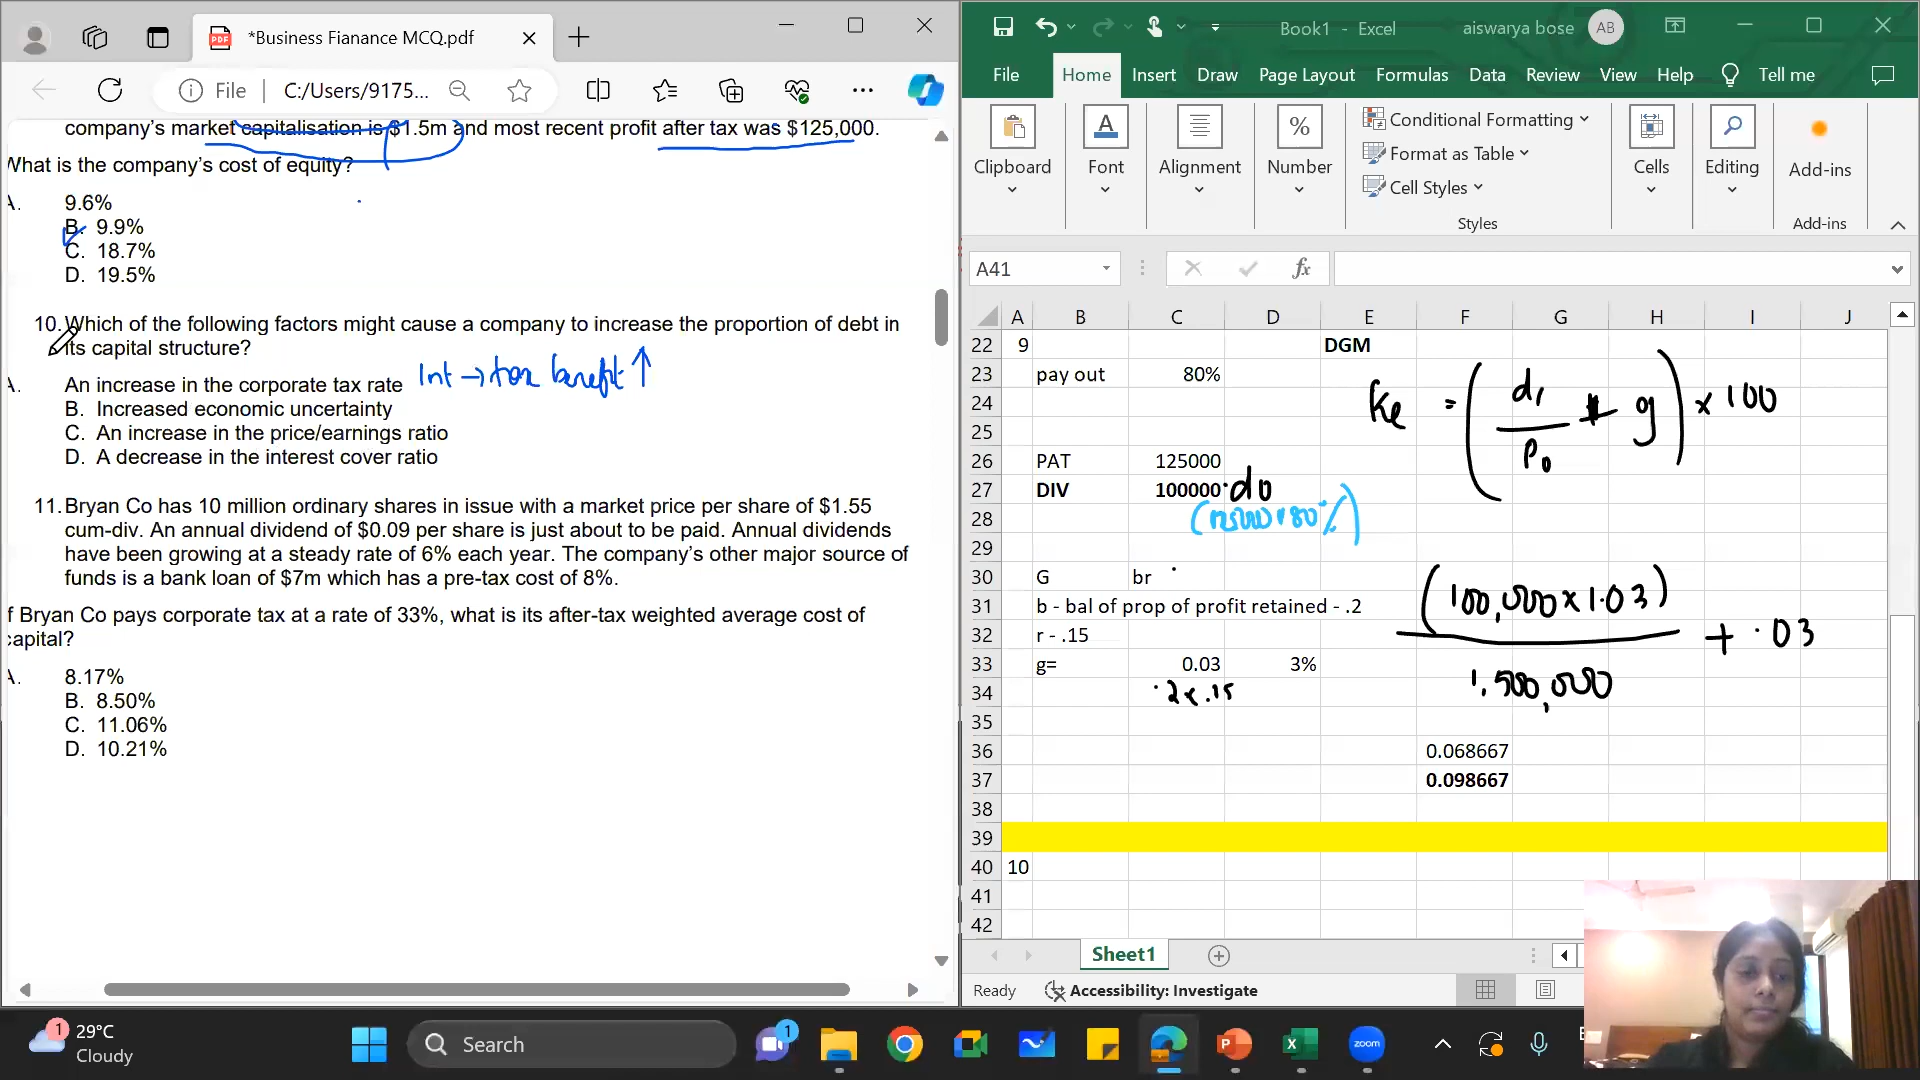 *Business Fianance MCQ.pdf
File
C:/Users/9175...
company's market capitalisation is $1.5m and most recent profit after tax was $125,000.
What is the company's cost of equity?
A. 9.6%
B. 9.9%
C. 18.7%
D. 19.5%
10. Which of the following factors might cause a company to increase the proportion of debt in
its capital structure?
A. An increase in the corporate tax rate
Int → tax benefit ↑
B. Increased economic uncertainty
C. An increase in the price/earnings ratio
D. A decrease in the interest cover ratio
11. Bryan Co has 10 million ordinary shares in issue with a market price per share of $1.55
cum-div. An annual dividend of $0.09 per share is just about to be paid. Annual dividends
have been growing at a steady rate of 6% each year. The company's other major source of
funds is a bank loan of $7m which has a pre-tax cost of 8%.
f Bryan Co pays corporate tax at a rate of 33%, what is its after-tax weighted average cost of
capital?
A. 8.17%
B. 8.50%
C. 11.06%
D. 10.21%
Book1 - Excel
aiswarya bose
AB
File Home Insert Draw Page Layout Formulas Data Review View Help Tell me
Clipboard
Font
Alignment
Number
Conditional Formatting
Format as Table
Cell Styles
Styles
Cells
Editing
Add-ins
Add-ins
A41
fx
A B C D E F G H I J
22 9 DGM
23 pay out 80%
24
Ke = (d1 / P0 + g) × 100
25
26 PAT 125000
27 DIV 100000 d0
28
(125000×80%)
29
30 G br
31 b - bal of prop of profit retained - .2
32 r - .15
(100,000×1.03)
1,500,000
+ .03
33 g= 0.03 3%
34
.2 x .15
35
36 0.068667
37 0.098667
38
39
40 10
41
42
Sheet1
Ready
Accessibility: Investigate
1
29°C
Cloudy
Search
1
zoom